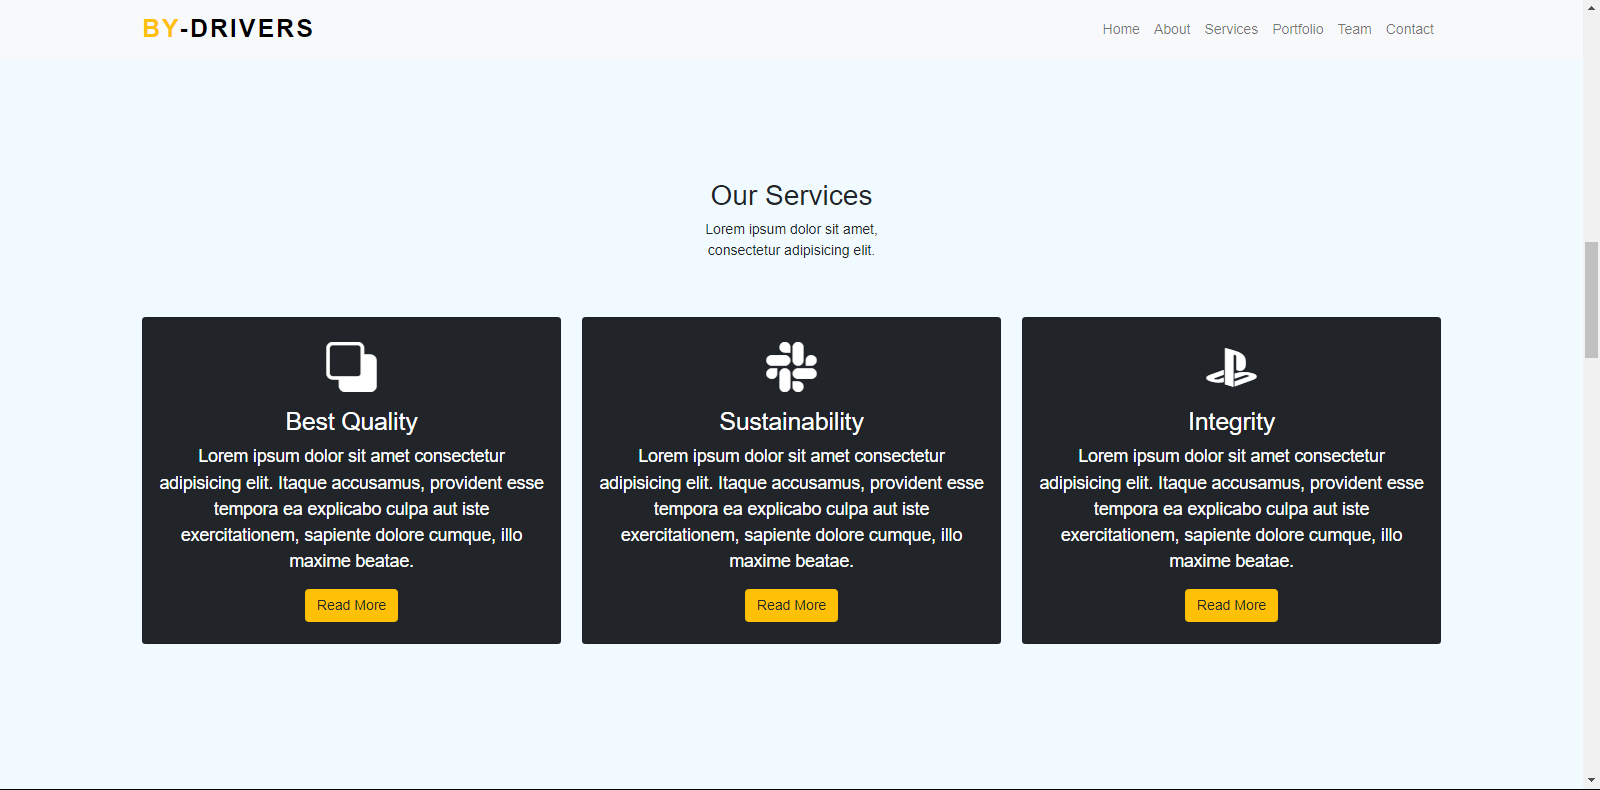 BY-DRIVERS
Home About Services Portfolio Team Contact
Our Services
Lorem ipsum dolor sit amet,
consectetur adipisicing elit.
Best Quality
Lorem ipsum dolor sit amet consectetur
adipisicing elit. Itaque accusamus, provident esse
tempora ea explicabo culpa aut iste
exercitationem, sapiente dolore cumque, illo
maxime beatae.
Read More
Sustainability
Lorem ipsum dolor sit amet consectetur
adipisicing elit. Itaque accusamus, provident esse
tempora ea explicabo culpa aut iste
exercitationem, sapiente dolore cumque, illo
maxime beatae.
Read More
Integrity
Lorem ipsum dolor sit amet consectetur
adipisicing elit. Itaque accusamus, provident esse
tempora ea explicabo culpa aut iste
exercitationem, sapiente dolore cumque, illo
maxime beatae.
Read More